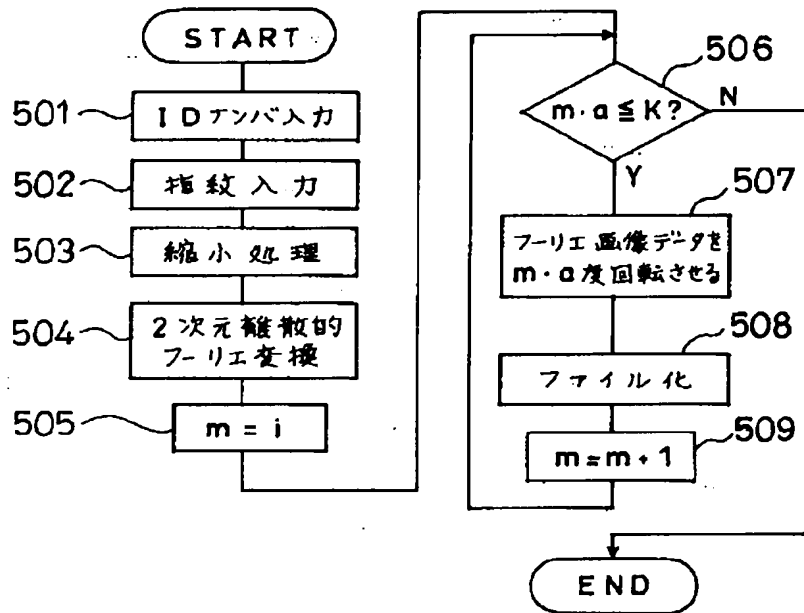 START
501
IDナンバ入力
502
指紋入力
503
縮小処理
504
2次元離散的
フーリエ変換
505
m = i
506
m・a≦K?
N
Y
507
フーリエ画像データを
m・a度回転させる
508
ファイル化
509
m = m + 1
END